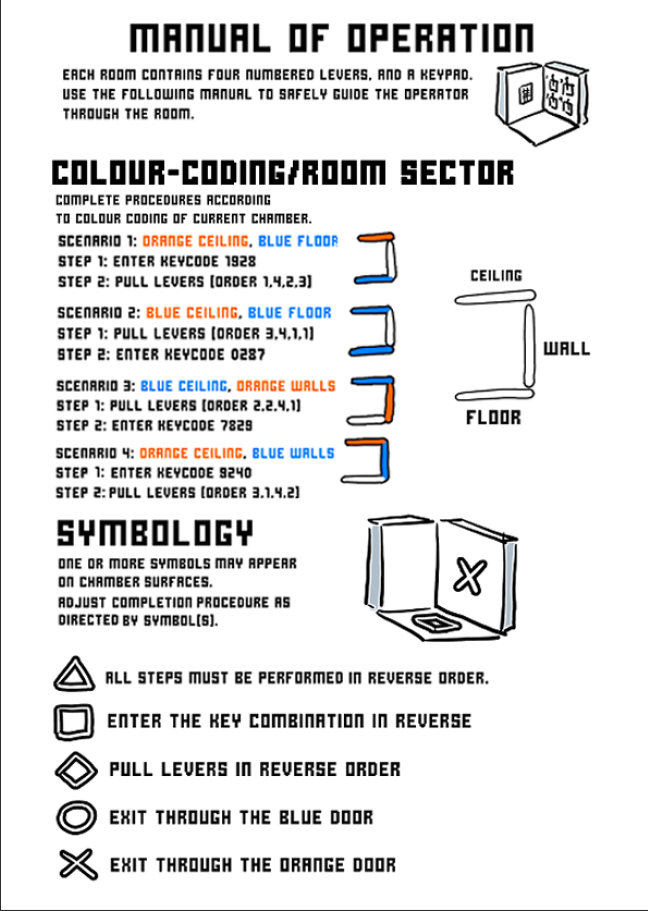 MANUAL OF OPERATION
EACH ROOM CONTAINS FOUR NUMBERED LEVERS, AND A KEYPAD.
USE THE FOLLOWING MANUAL TO SAFELY GUIDE THE OPERATOR
THROUGH THE ROOM.
COLOUR-CODING/ROOM SECTOR
COMPLETE PROCEDURES ACCORDING
TO COLOUR CODING OF CURRENT CHAMBER.
SCENARIO 1: ORANGE CEILING, BLUE FLOOR
STEP 1: ENTER KEYCODE 1928
STEP 2: PULL LEVERS (ORDER 1,4,2,3)
SCENARIO 2: BLUE CEILING, BLUE FLOOR
STEP 1: PULL LEVERS (ORDER 3,4,1,1)
STEP 2: ENTER KEYCODE 0287
SCENARIO 3: BLUE CEILING, ORANGE WALLS
STEP 1: PULL LEVERS (ORDER 2,2,4,1)
STEP 2: ENTER KEYCODE 7829
SCENARIO 4: ORANGE CEILING, BLUE WALLS
STEP 1: ENTER KEYCODE 9240
STEP 2: PULL LEVERS (ORDER 3,1,4,2)
CEILING
WALL
FLOOR
SYMBOLOGY
ONE OR MORE SYMBOLS MAY APPEAR
ON CHAMBER SURFACES.
ADJUST COMPLETION PROCEDURE AS
DIRECTED BY SYMBOL(S).
ALL STEPS MUST BE PERFORMED IN REVERSE ORDER.
ENTER THE KEY COMBINATION IN REVERSE
PULL LEVERS IN REVERSE ORDER
EXIT THROUGH THE BLUE DOOR
EXIT THROUGH THE ORANGE DOOR